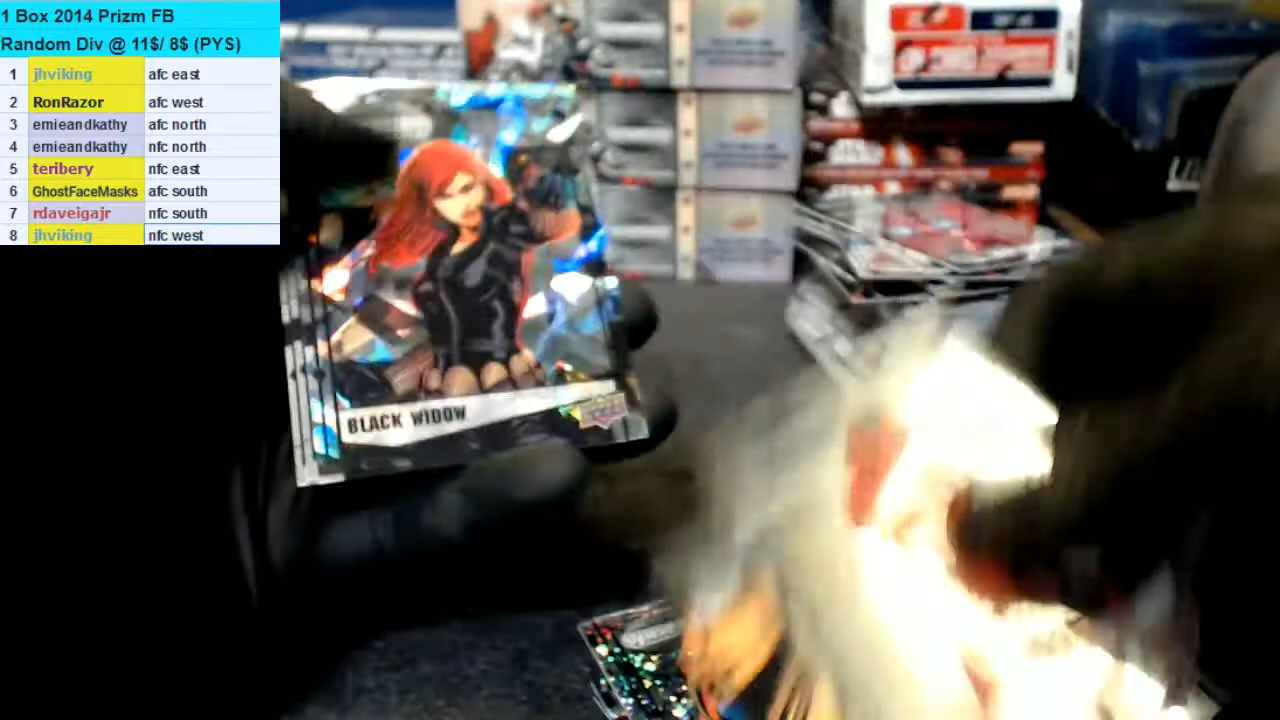 1 Box 2014 Prizm FB
Random Div @ 11$/ 8$ (PYS)
1 jhviking afc east
2 RonRazor afc west
3 ernieandkathy afc north
4 ernieandkathy nfc north
5 teribery nfc east
6 GhostFaceMasks afc south
7 rdaveigajr nfc south
8 jhviking nfc west
BLACK WIDOW